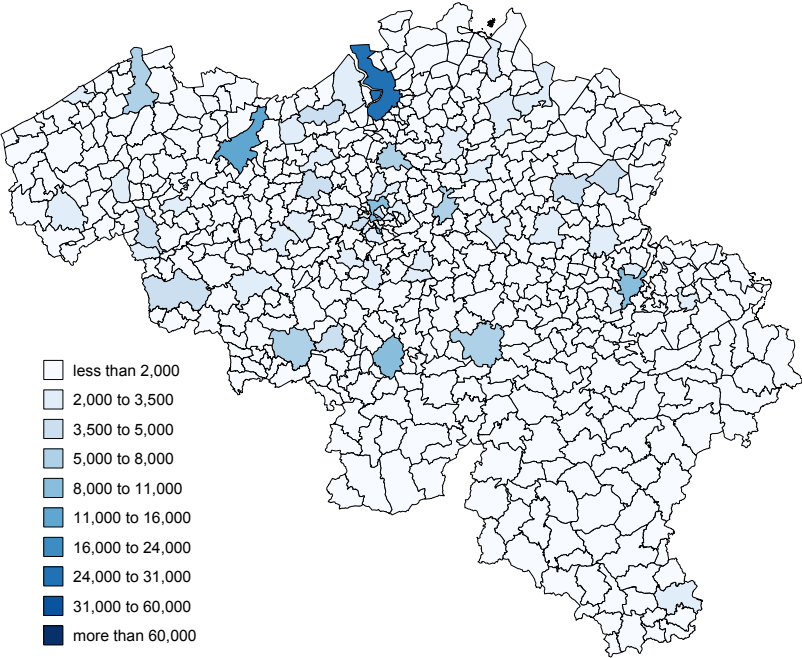 less than 2,000
2,000 to 3,500
3,500 to 5,000
5,000 to 8,000
8,000 to 11,000
11,000 to 16,000
16,000 to 24,000
24,000 to 31,000
31,000 to 60,000
more than 60,000